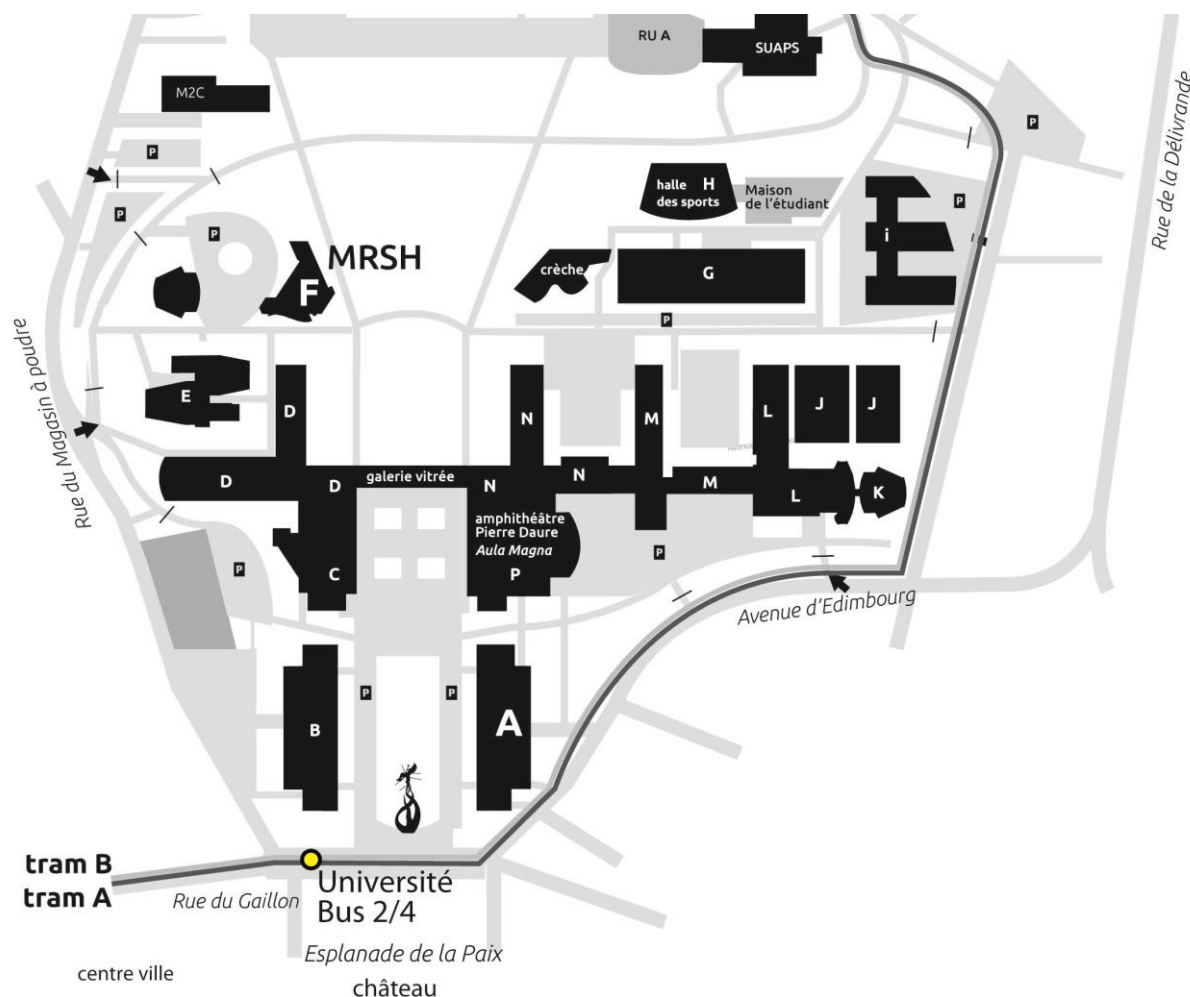 RU A
SUAPS
M2C
P
P
P
P
P
P
halle H
des sports
Maison
de l'étudiant
i
MRSH
F
crèche
G
P
Rue de la Délivrande
Rue du Magasin à poudre
E
D
N
M
L
J
J
D
D
galerie vitrée
N
N
M
L
K
amphithéâtre
Pierre Daure
Aula Magna
P
P
C
P
Avenue d'Edimbourg
P
P
B
A
tram B
tram A
Rue du Gaillon
Université
Bus 2/4
Esplanade de la Paix
centre ville
château